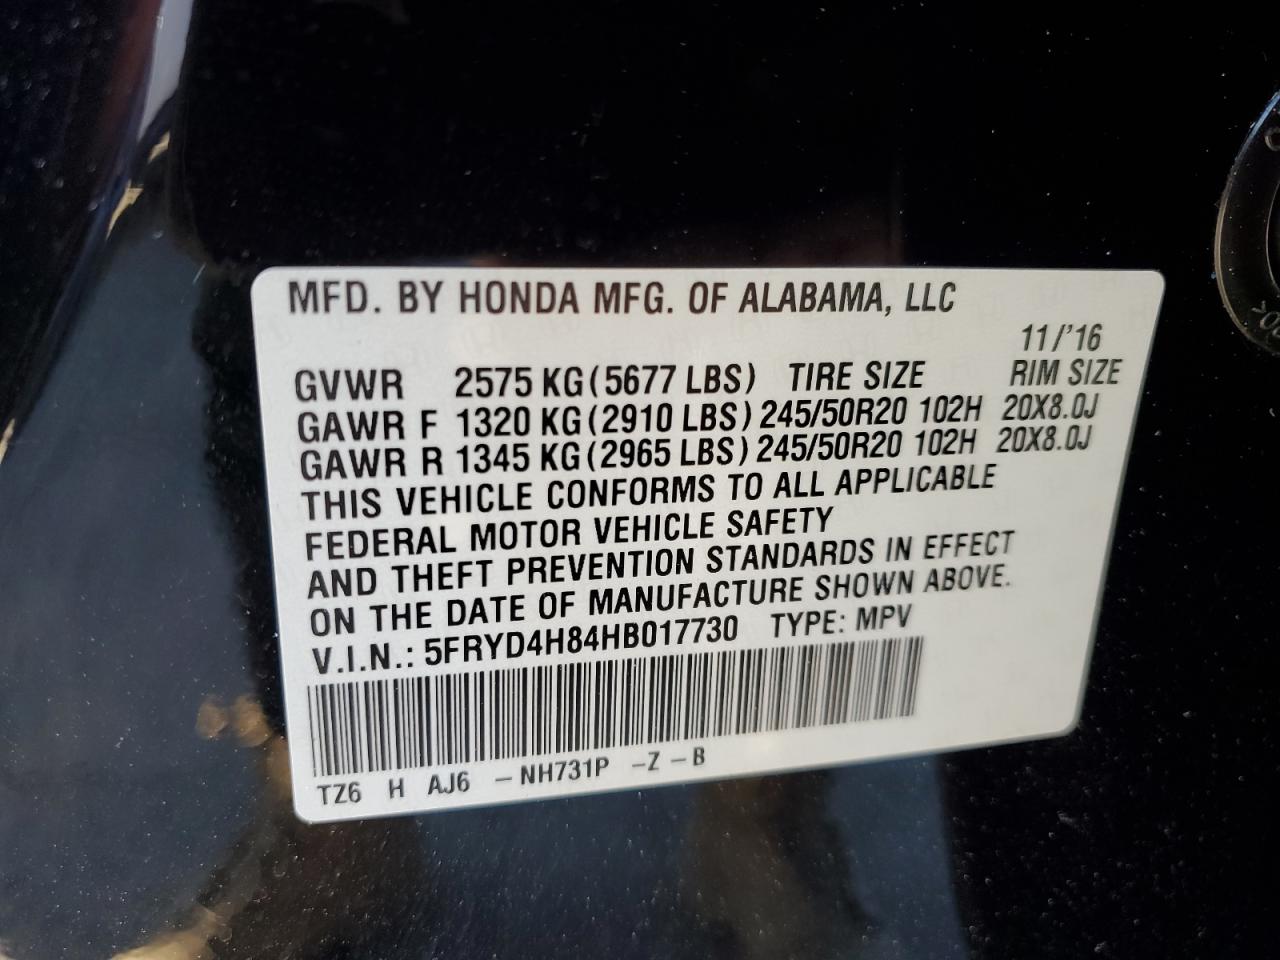 MFD. BY HONDA MFG. OF ALABAMA, LLC
11/'16
GVWR 2575 KG (5677 LBS) TIRE SIZE RIM SIZE
GAWR F 1320 KG (2910 LBS) 245/50R20 102H 20X8.0J
GAWR R 1345 KG (2965 LBS) 245/50R20 102H 20X8.0J
THIS VEHICLE CONFORMS TO ALL APPLICABLE
FEDERAL MOTOR VEHICLE SAFETY
AND THEFT PREVENTION STANDARDS IN EFFECT
ON THE DATE OF MANUFACTURE SHOWN ABOVE.
V.I.N.: 5FRYD4H84HB017730 TYPE: MPV
TZ6 H AJ6 – NH731P – Z – B